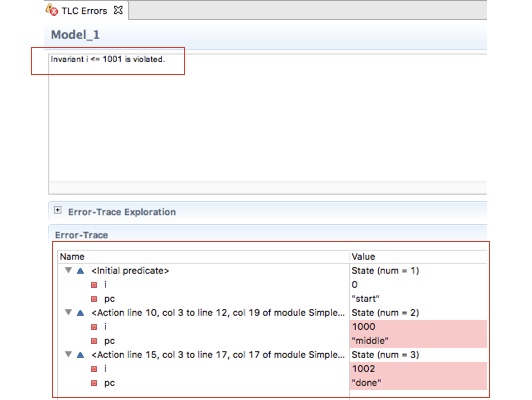 TLC Errors
Model_1
Invariant i <= 1001 is violated.
Error-Trace Exploration
Error-Trace
Name Value
<Initial predicate> State (num = 1)
i 0
pc "start"
<Action line 10, col 3 to line 12, col 19 of module Simple... State (num = 2)
i 1000
pc "middle"
<Action line 15, col 3 to line 17, col 17 of module Simple... State (num = 3)
i 1002
pc "done"